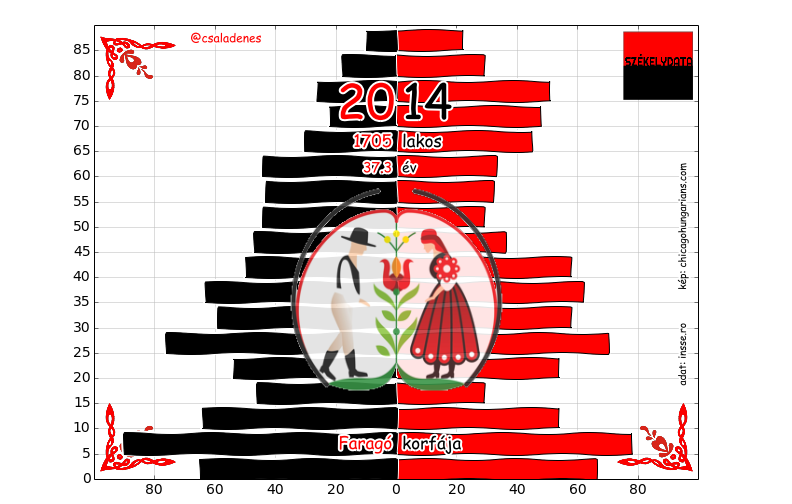 @csaladenes
SZÉKELYDATA
2014
1705 lakos
37.3 év
kép: chicagohungarians.com
adat: insse.ro
Faragó korfája
85
80
75
70
65
60
55
50
45
40
35
30
25
20
15
10
5
0
80 60 40 20 0 20 40 60 80